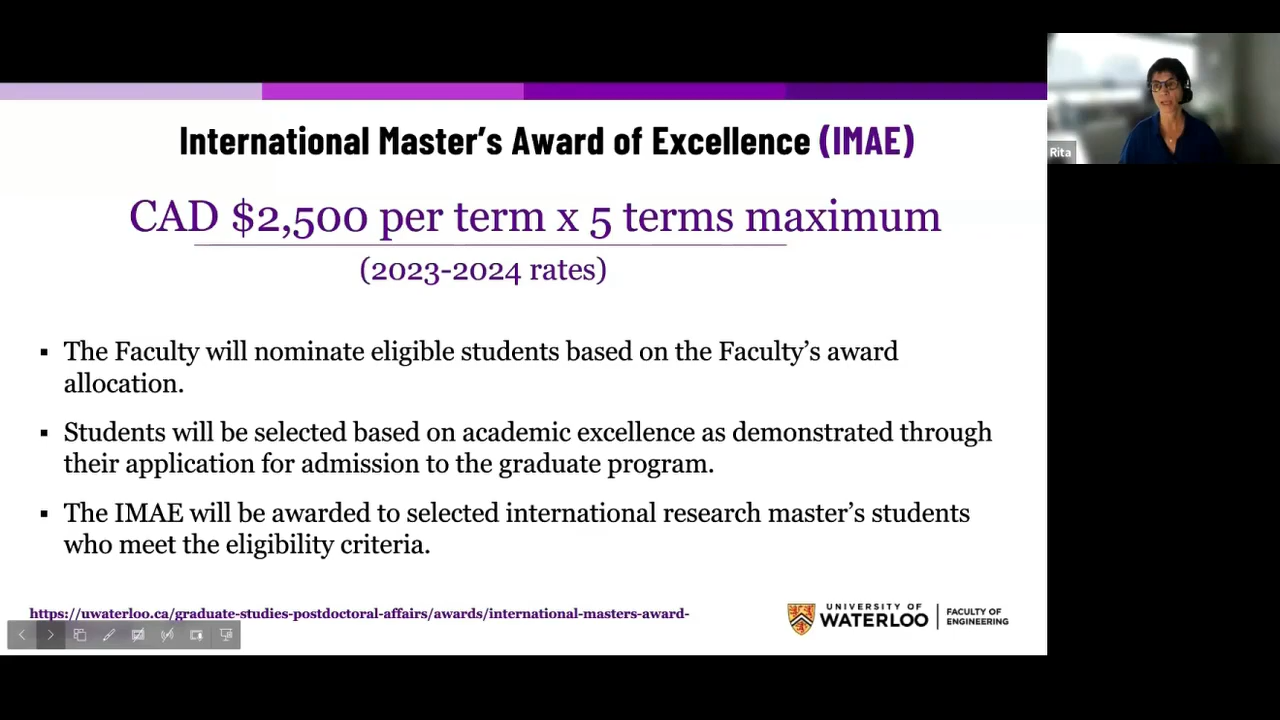 International Master's Award of Excellence (IMAE)
CAD $2,500 per term x 5 terms maximum
(2023-2024 rates)
▪ The Faculty will nominate eligible students based on the Faculty's award
allocation.
▪ Students will be selected based on academic excellence as demonstrated through
their application for admission to the graduate program.
▪ The IMAE will be awarded to selected international research master's students
who meet the eligibility criteria.
https://uwaterloo.ca/graduate-studies-postdoctoral-affairs/awards/international-masters-award-
UNIVERSITY OF
WATERLOO
FACULTY OF
ENGINEERING
Rita